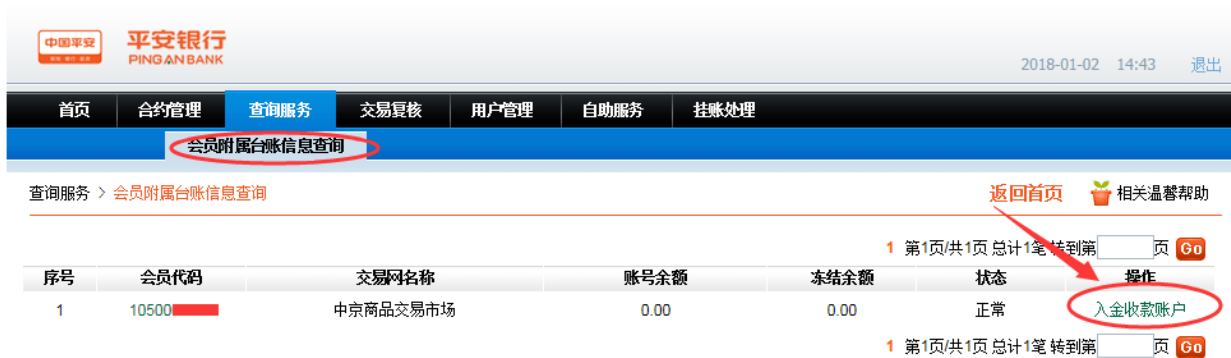 中国平安 平安银行
PINGAN BANK
2018-01-02 14:43 退出
首页 合约管理 查询服务 交易复核 用户管理 自助服务 挂账处理
会员附属台账信息查询
查询服务 > 会员附属台账信息查询 返回首页 相关温馨帮助
1 第1页/共1页 总计1笔 转到第 页 Go
序号 会员代码 交易网名称 账号余额 冻结余额 状态 操作
1 10500 中京商品交易市场 0.00 0.00 正常 入金收款账户
1 第1页/共1页 总计1笔 转到第 页 Go